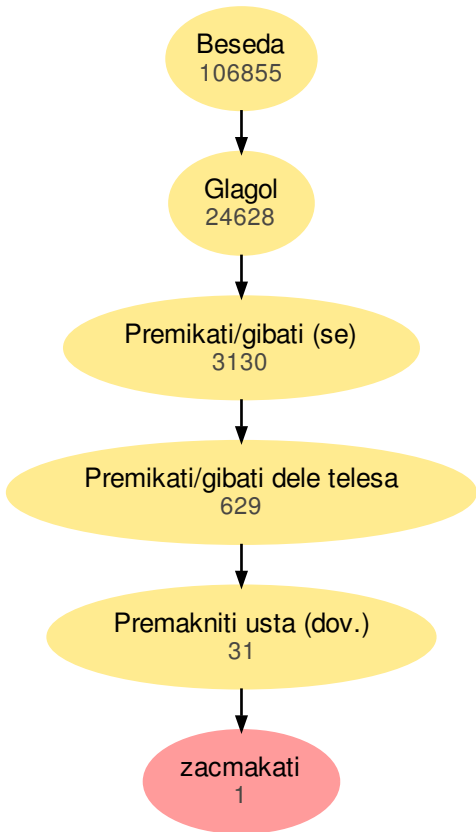 Beseda
106855
Glagol
24628
Premikati/gibati (se)
3130
Premikati/gibati dele telesa
629
Premakniti usta (dov.)
31
zacmakati
1